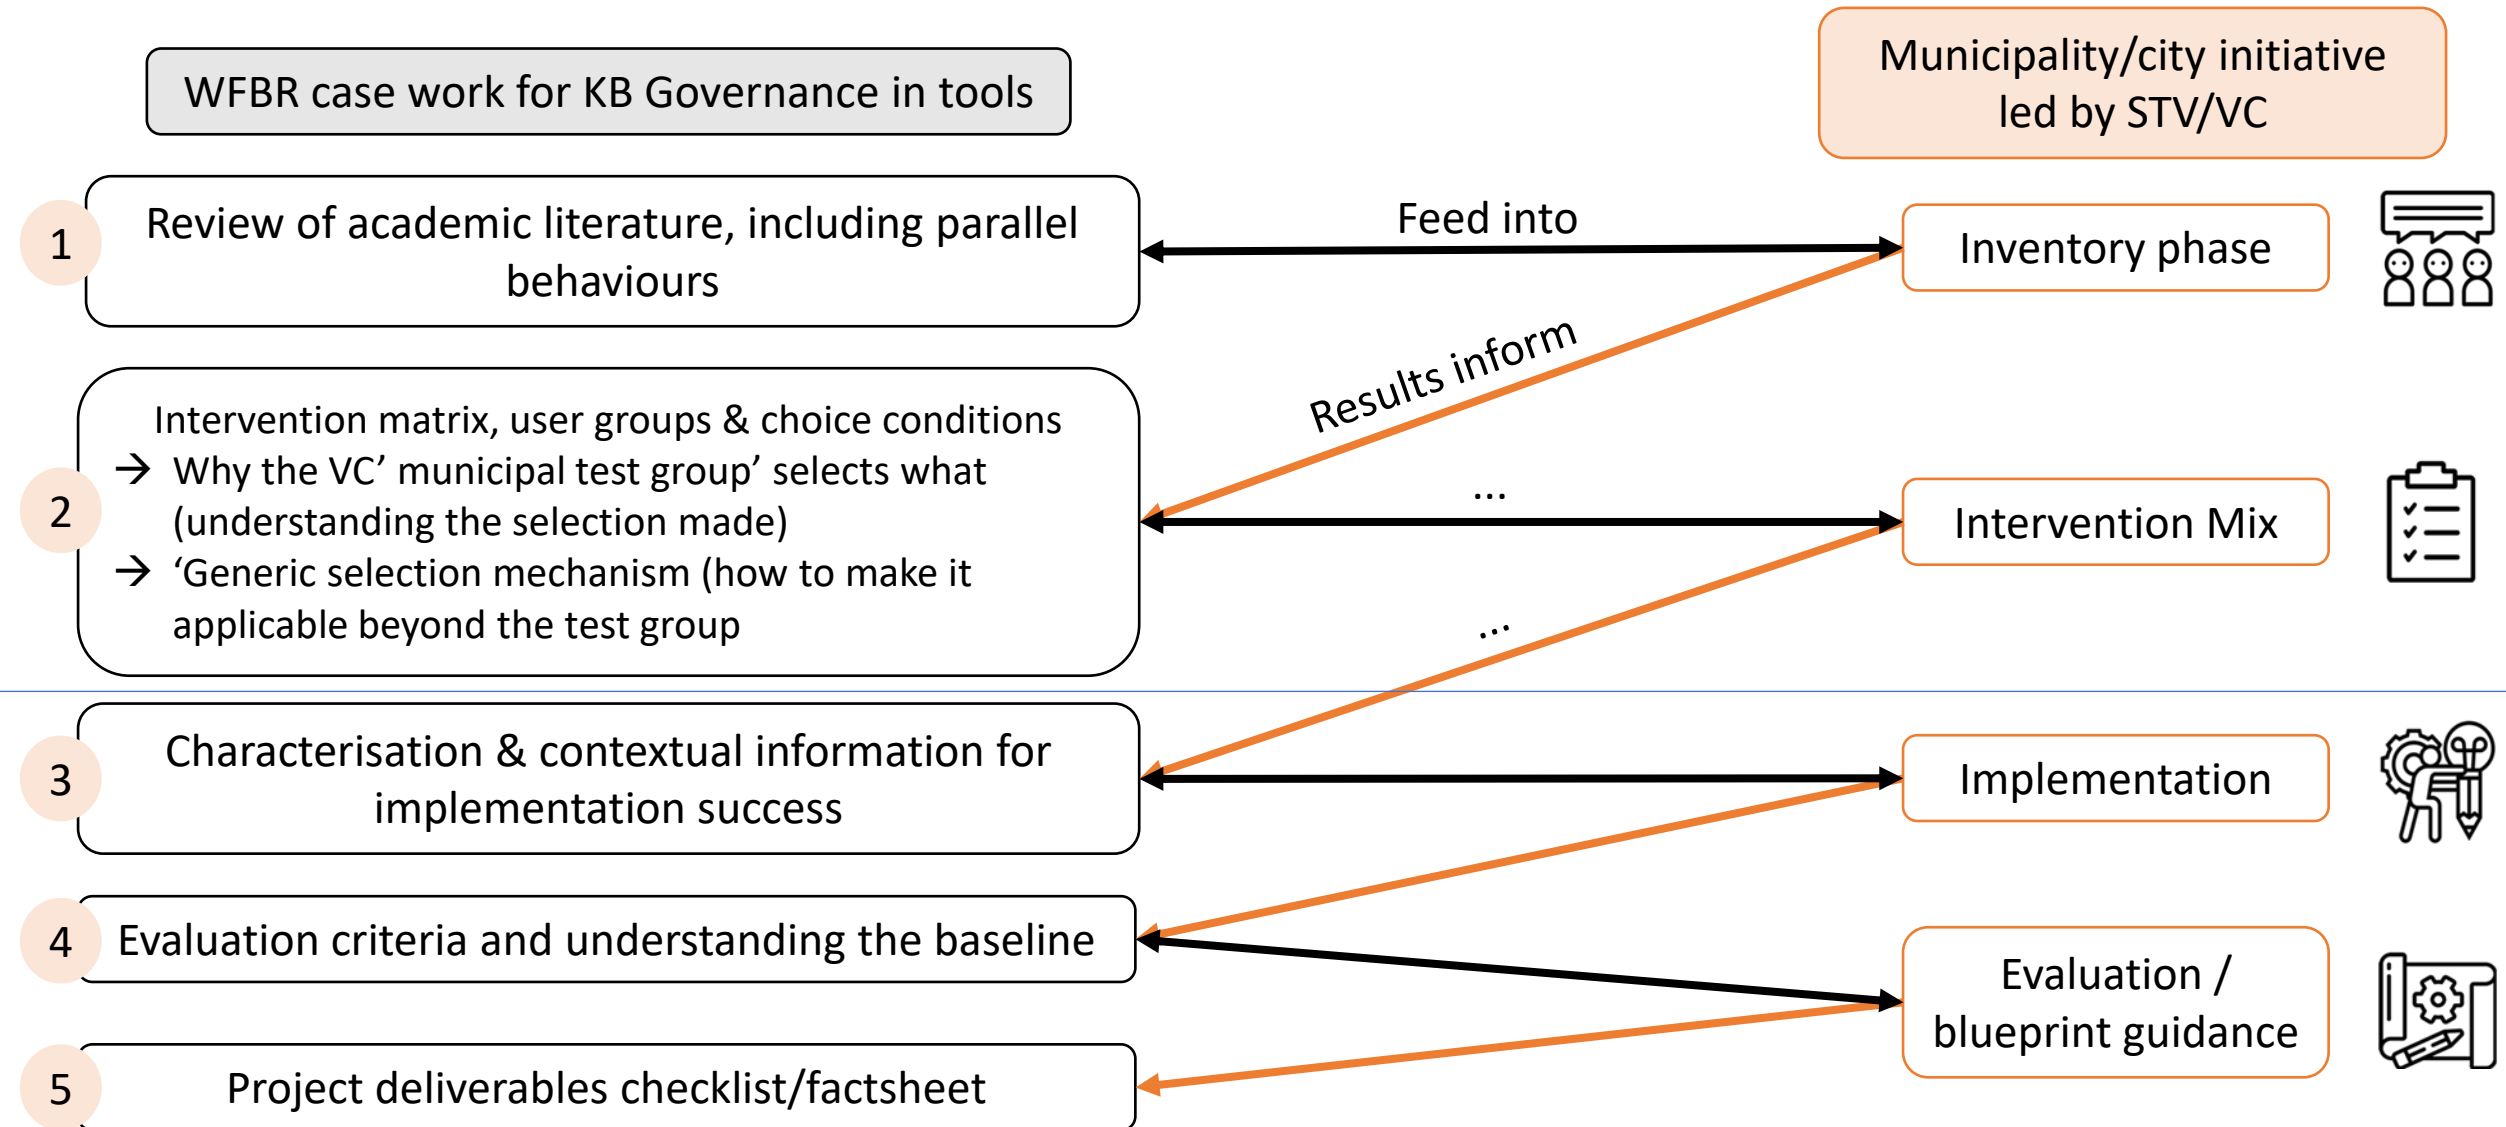 WFBR case work for KB Governance in tools
Municipality/city initiative
led by STV/VC
1
Review of academic literature, including parallel
behaviours
Feed into
Inventory phase
Results inform
2
Intervention matrix, user groups & choice conditions
→ Why the VC’ municipal test group’ selects what
(understanding the selection made)
→ ‘Generic selection mechanism (how to make it
applicable beyond the test group
...
Intervention Mix
...
3
Characterisation & contextual information for
implementation success
Implementation
4
Evaluation criteria and understanding the baseline
Evaluation /
blueprint guidance
5
Project deliverables checklist/factsheet